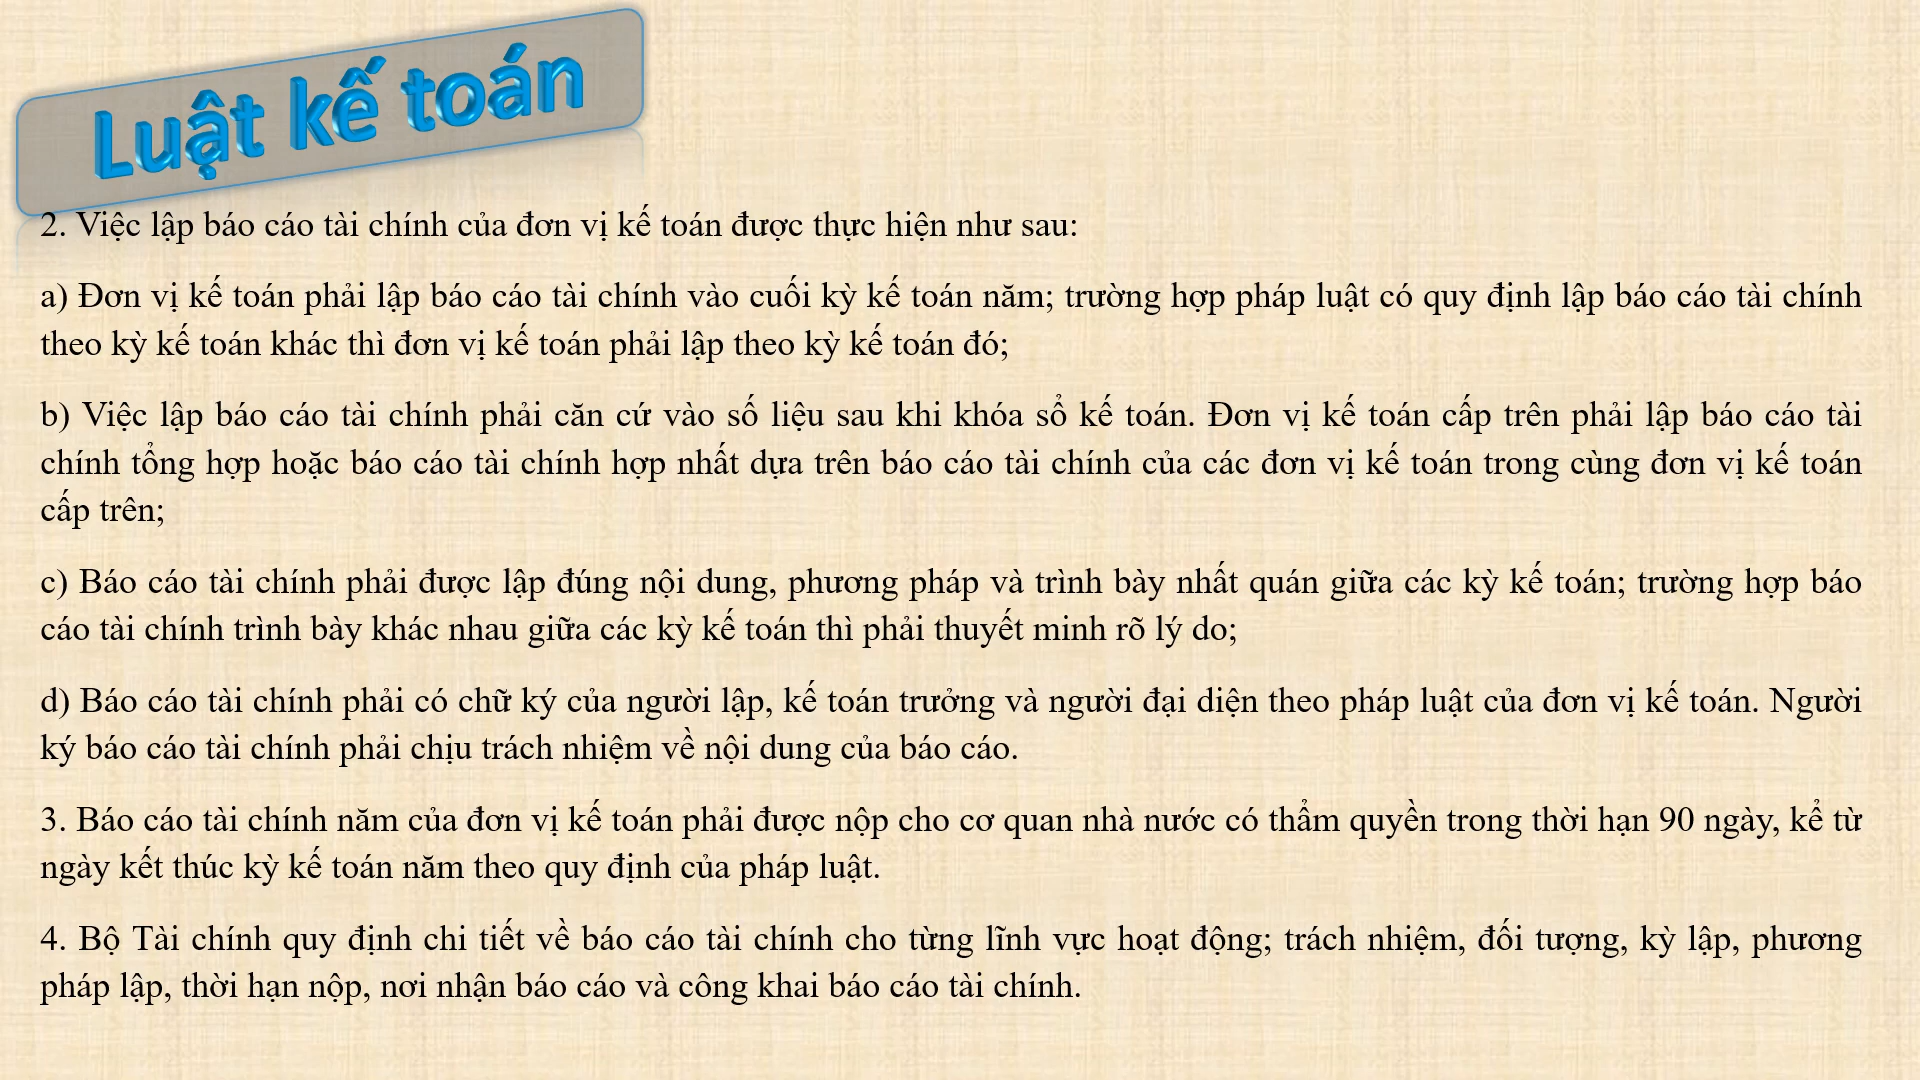 Luật kế toán
2. Việc lập báo cáo tài chính của đơn vị kế toán được thực hiện như sau:
a) Đơn vị kế toán phải lập báo cáo tài chính vào cuối kỳ kế toán năm; trường hợp pháp luật có quy định lập báo cáo tài chính
theo kỳ kế toán khác thì đơn vị kế toán phải lập theo kỳ kế toán đó;
b) Việc lập báo cáo tài chính phải căn cứ vào số liệu sau khi khóa sổ kế toán. Đơn vị kế toán cấp trên phải lập báo cáo tài
chính tổng hợp hoặc báo cáo tài chính hợp nhất dựa trên báo cáo tài chính của các đơn vị kế toán trong cùng đơn vị kế toán
cấp trên;
c) Báo cáo tài chính phải được lập đúng nội dung, phương pháp và trình bày nhất quán giữa các kỳ kế toán; trường hợp báo
cáo tài chính trình bày khác nhau giữa các kỳ kế toán thì phải thuyết minh rõ lý do;
d) Báo cáo tài chính phải có chữ ký của người lập, kế toán trưởng và người đại diện theo pháp luật của đơn vị kế toán. Người
ký báo cáo tài chính phải chịu trách nhiệm về nội dung của báo cáo.
3. Báo cáo tài chính năm của đơn vị kế toán phải được nộp cho cơ quan nhà nước có thẩm quyền trong thời hạn 90 ngày, kể từ
ngày kết thúc kỳ kế toán năm theo quy định của pháp luật.
4. Bộ Tài chính quy định chi tiết về báo cáo tài chính cho từng lĩnh vực hoạt động; trách nhiệm, đối tượng, kỳ lập, phương
pháp lập, thời hạn nộp, nơi nhận báo cáo và công khai báo cáo tài chính.